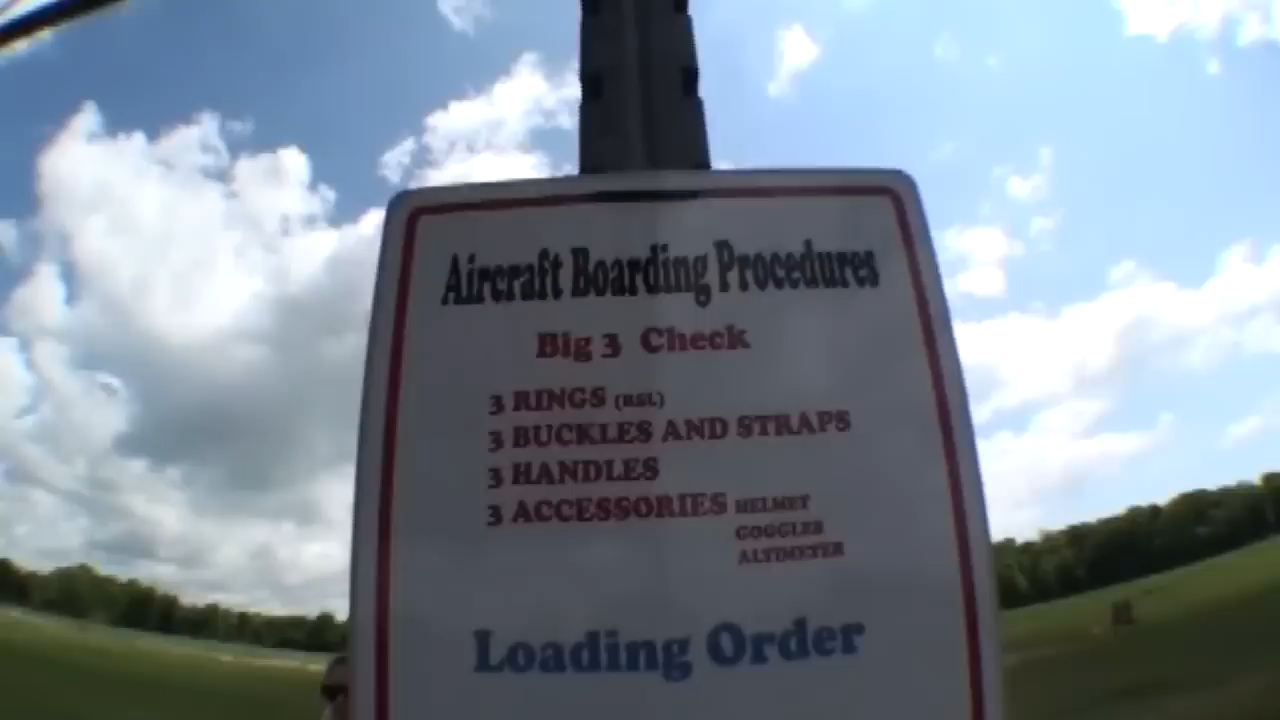 Aircraft Boarding Procedures
Big 3 Check
3 RINGS (RSL)
3 BUCKLES AND STRAPS
3 HANDLES
3 ACCESSORIES HELMET
GOGGLES
ALTIMETER
Loading Order